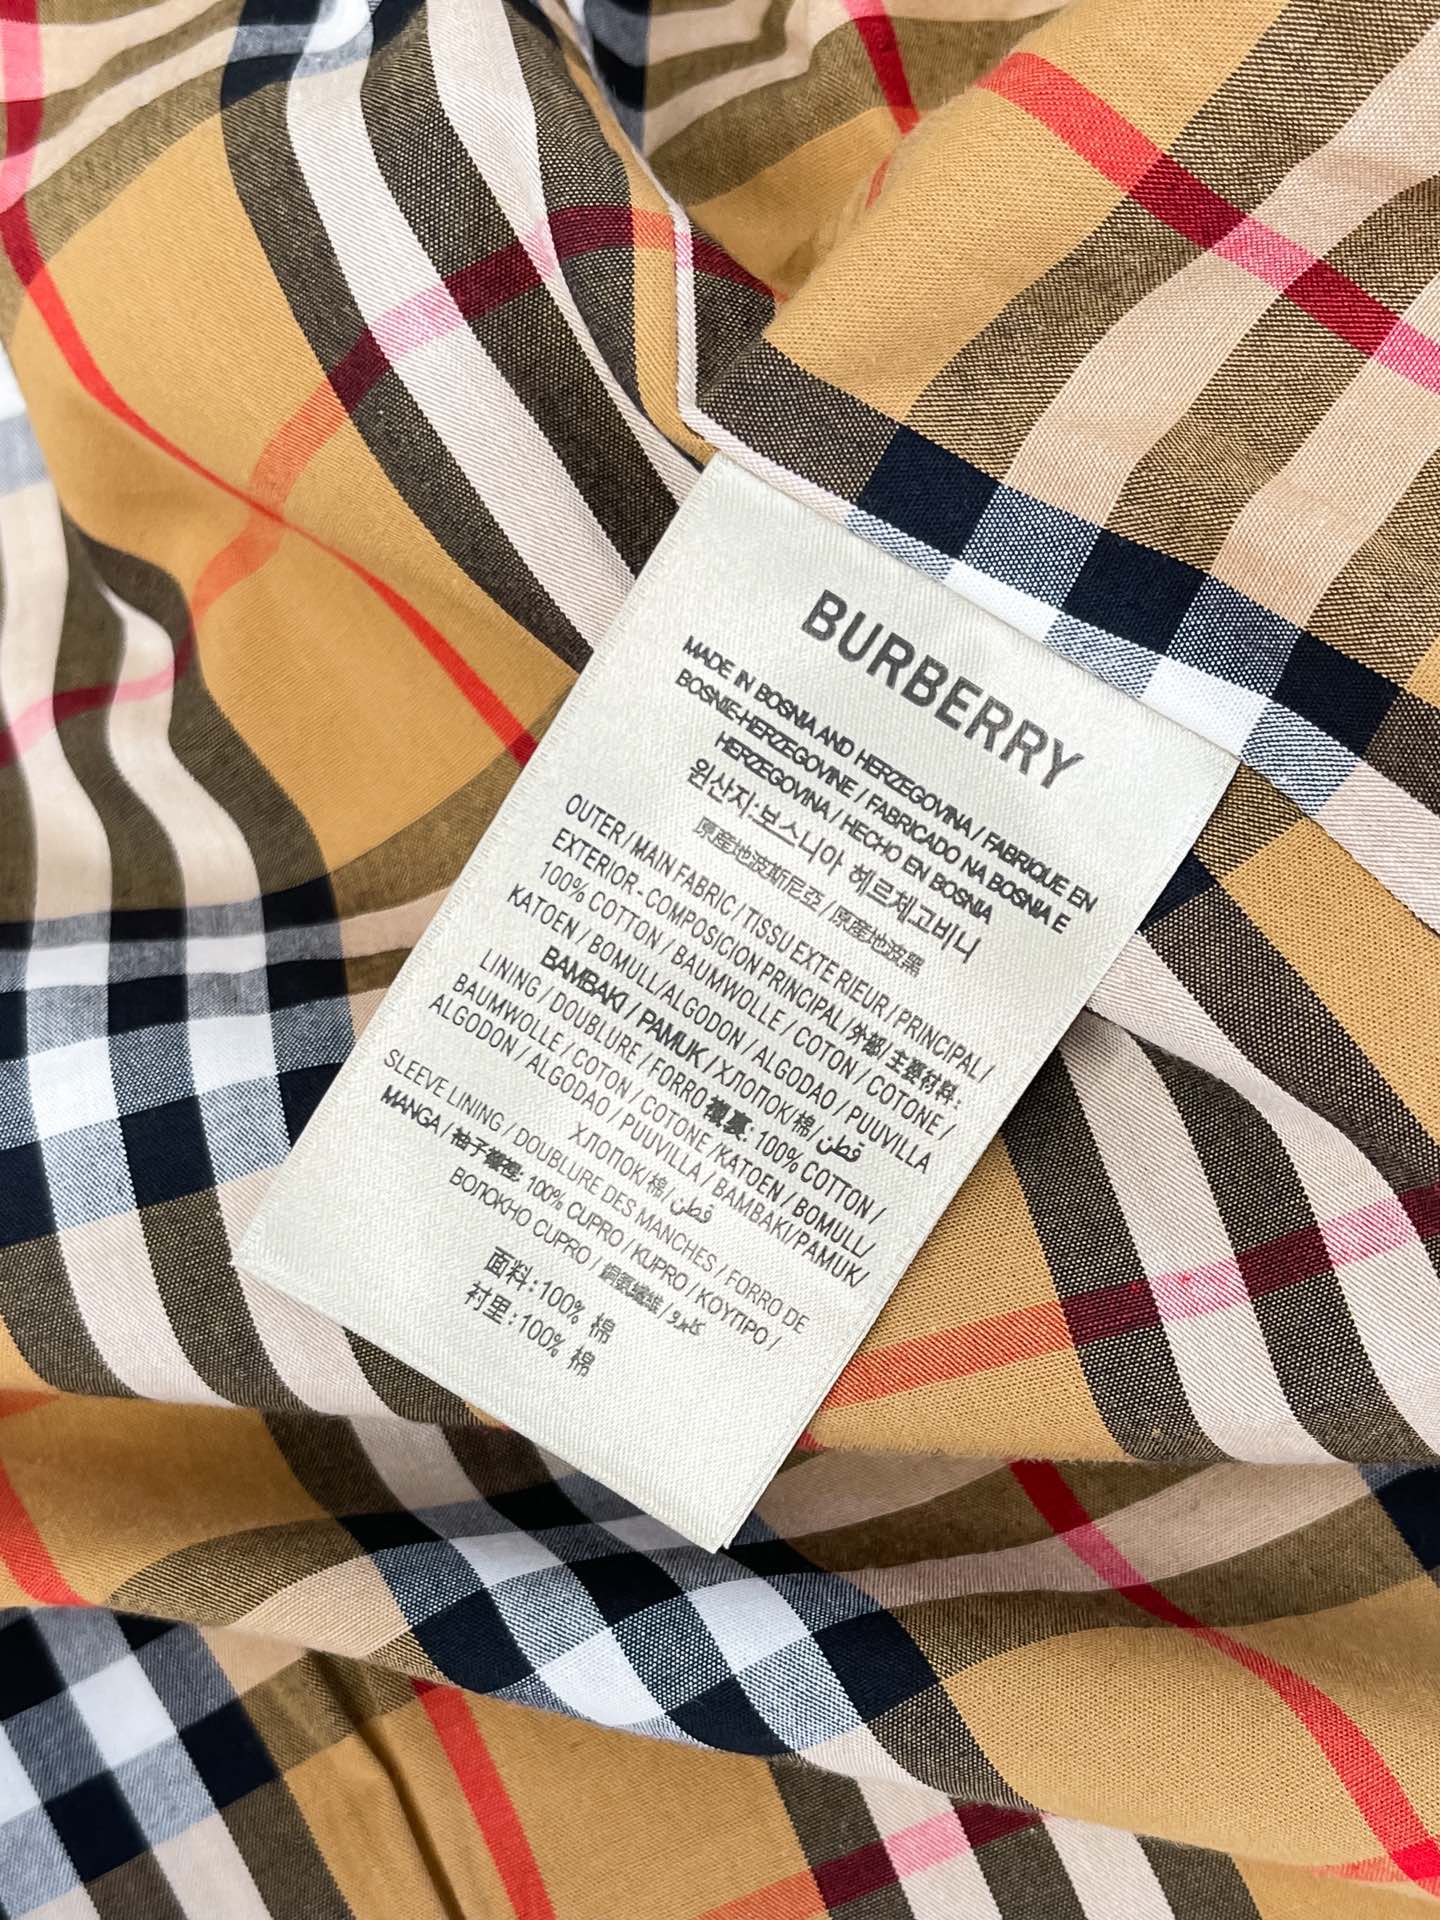 BURBERRY
MADE IN BOSNIA AND HERZEGOVINA / FABRIQUE EN
BOSNIE-HERZEGOVINE / FABRICADO NA BOSNIA E
HERZEGOVINA / HECHO EN BOSNIA
원산지:보스니아 헤르체고비니
原產地波斯尼亞 / 原産地波黑
OUTER / MAIN FABRIC / TISSU EXTE RIEUR / PRINCIPAL /
EXTERIOR - COMPOSICION PRINCIPAL / 外部 / 主要材料:
100% COTTON / BAUMWOLLE / COTON / COTONE /
KATOEN / BOMULL/ALGODON / ALGODAO / PUUVILLA
BAMBAKI / PAMUK / ХЛОПОК/ 棉/ قطن
LINING / DOUBLURE / FORRO 襯裏: 100% COTTON /
BAUMWOLLE / COTON / COTONE / KATOEN / BOMULL/
ALGODON / ALGODAO / PUUVILLA / BAMBAKI/PAMUK/
ХЛОПОК/ 棉/ قطن
SLEEVE LINING / DOUBLURE DES MANCHES / FORRO DE
MANGA / 袖子襯裡: 100% CUPRO / KUPRO / ΚΟΥΠΡΟ /
ВОЛОКНО CUPRO / 銅氨纖維 /
面料:100% 棉
衬里:100% 棉